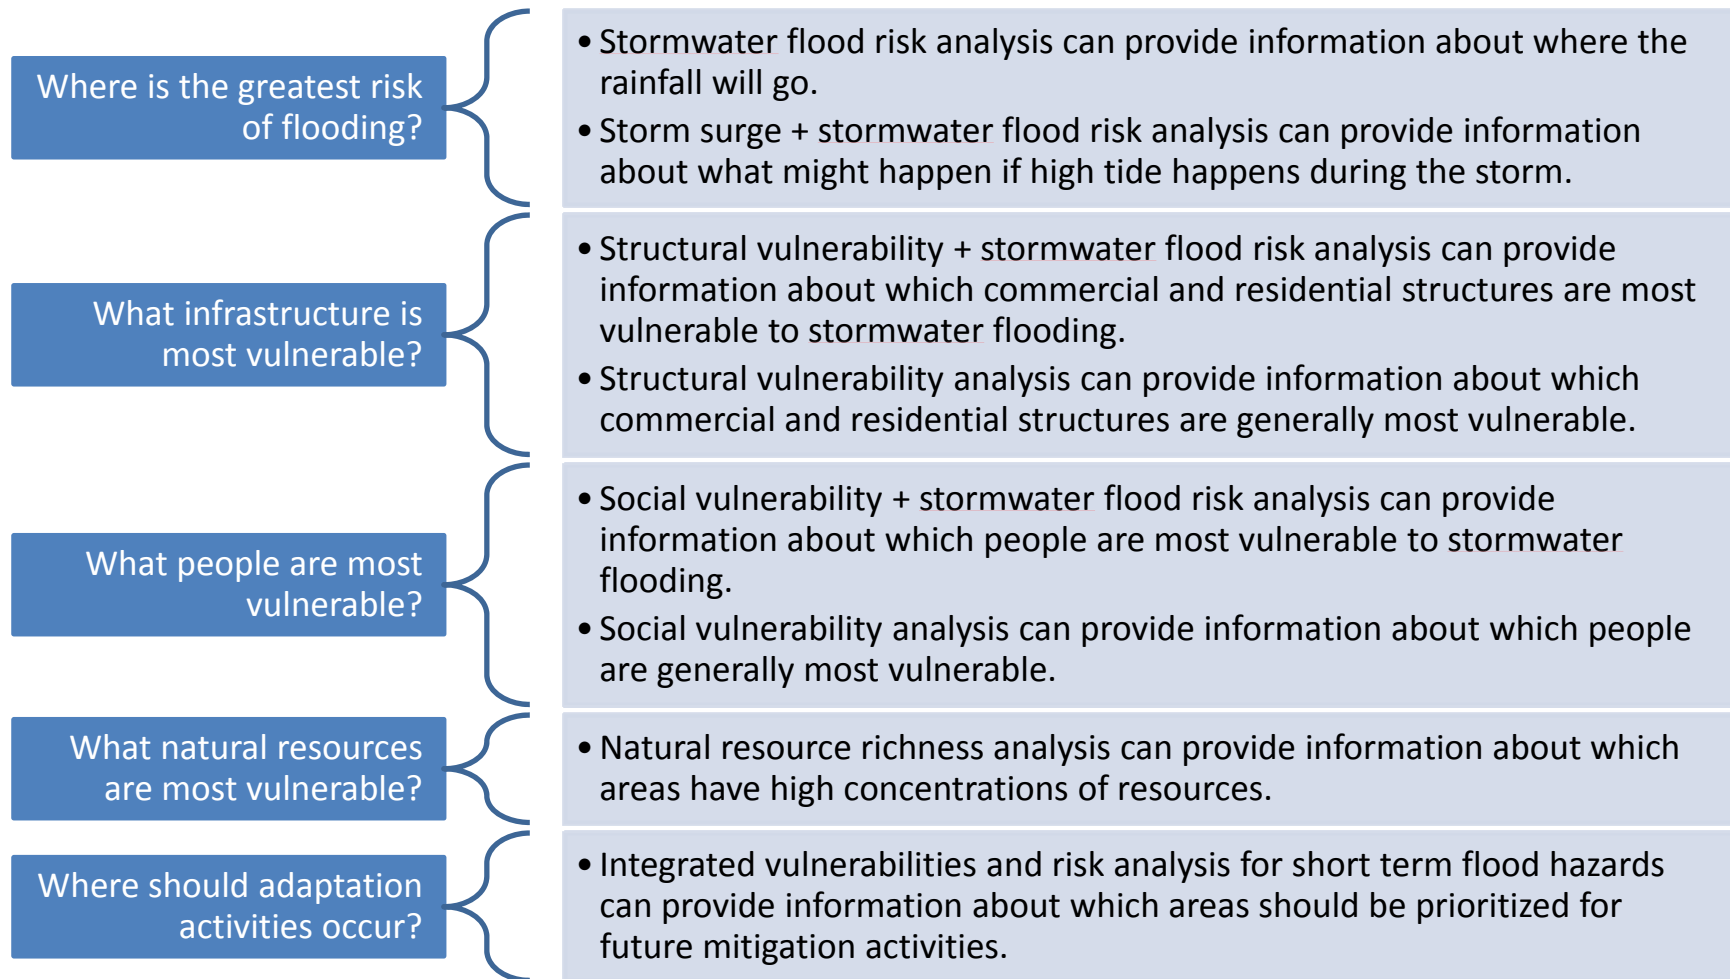 Where is the greatest risk
of flooding?
• Stormwater flood risk analysis can provide information about where the
rainfall will go.
• Storm surge + stormwater flood risk analysis can provide information
about what might happen if high tide happens during the storm.
What infrastructure is
most vulnerable?
• Structural vulnerability + stormwater flood risk analysis can provide
information about which commercial and residential structures are most
vulnerable to stormwater flooding.
• Structural vulnerability analysis can provide information about which
commercial and residential structures are generally most vulnerable.
What people are most
vulnerable?
• Social vulnerability + stormwater flood risk analysis can provide
information about which people are most vulnerable to stormwater
flooding.
• Social vulnerability analysis can provide information about which people
are generally most vulnerable.
What natural resources
are most vulnerable?
• Natural resource richness analysis can provide information about which
areas have high concentrations of resources.
Where should adaptation
activities occur?
• Integrated vulnerabilities and risk analysis for short term flood hazards
can provide information about which areas should be prioritized for
future mitigation activities.